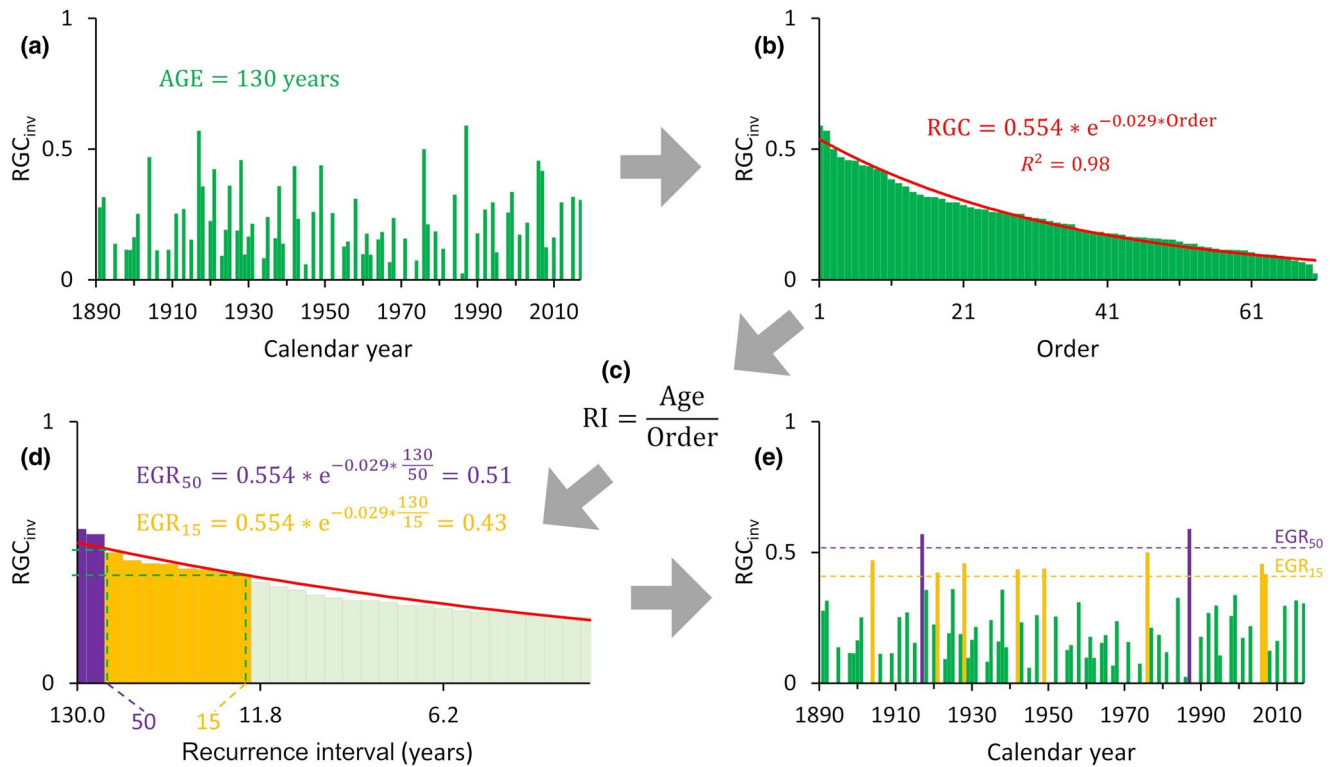 (a)
1
0.5
0
RGCinv
AGE = 130 years
1890 1910 1930 1950 1970 1990 2010
Calendar year
(b)
1
0.5
0
RGCinv
RGC = 0.554 * e^−0.029*Order
R² = 0.98
1 21 41 61
Order
(c)
RI = Age/Order
(d)
1
0.5
0
RGCinv
EGR50 = 0.554 * e^−0.029*130/50 = 0.51
EGR15 = 0.554 * e^−0.029*130/15 = 0.43
130.0 50 15 11.8 6.2
Recurrence interval (years)
(e)
1
0.5
0
RGCinv
EGR50
EGR15
1890 1910 1930 1950 1970 1990 2010
Calendar year